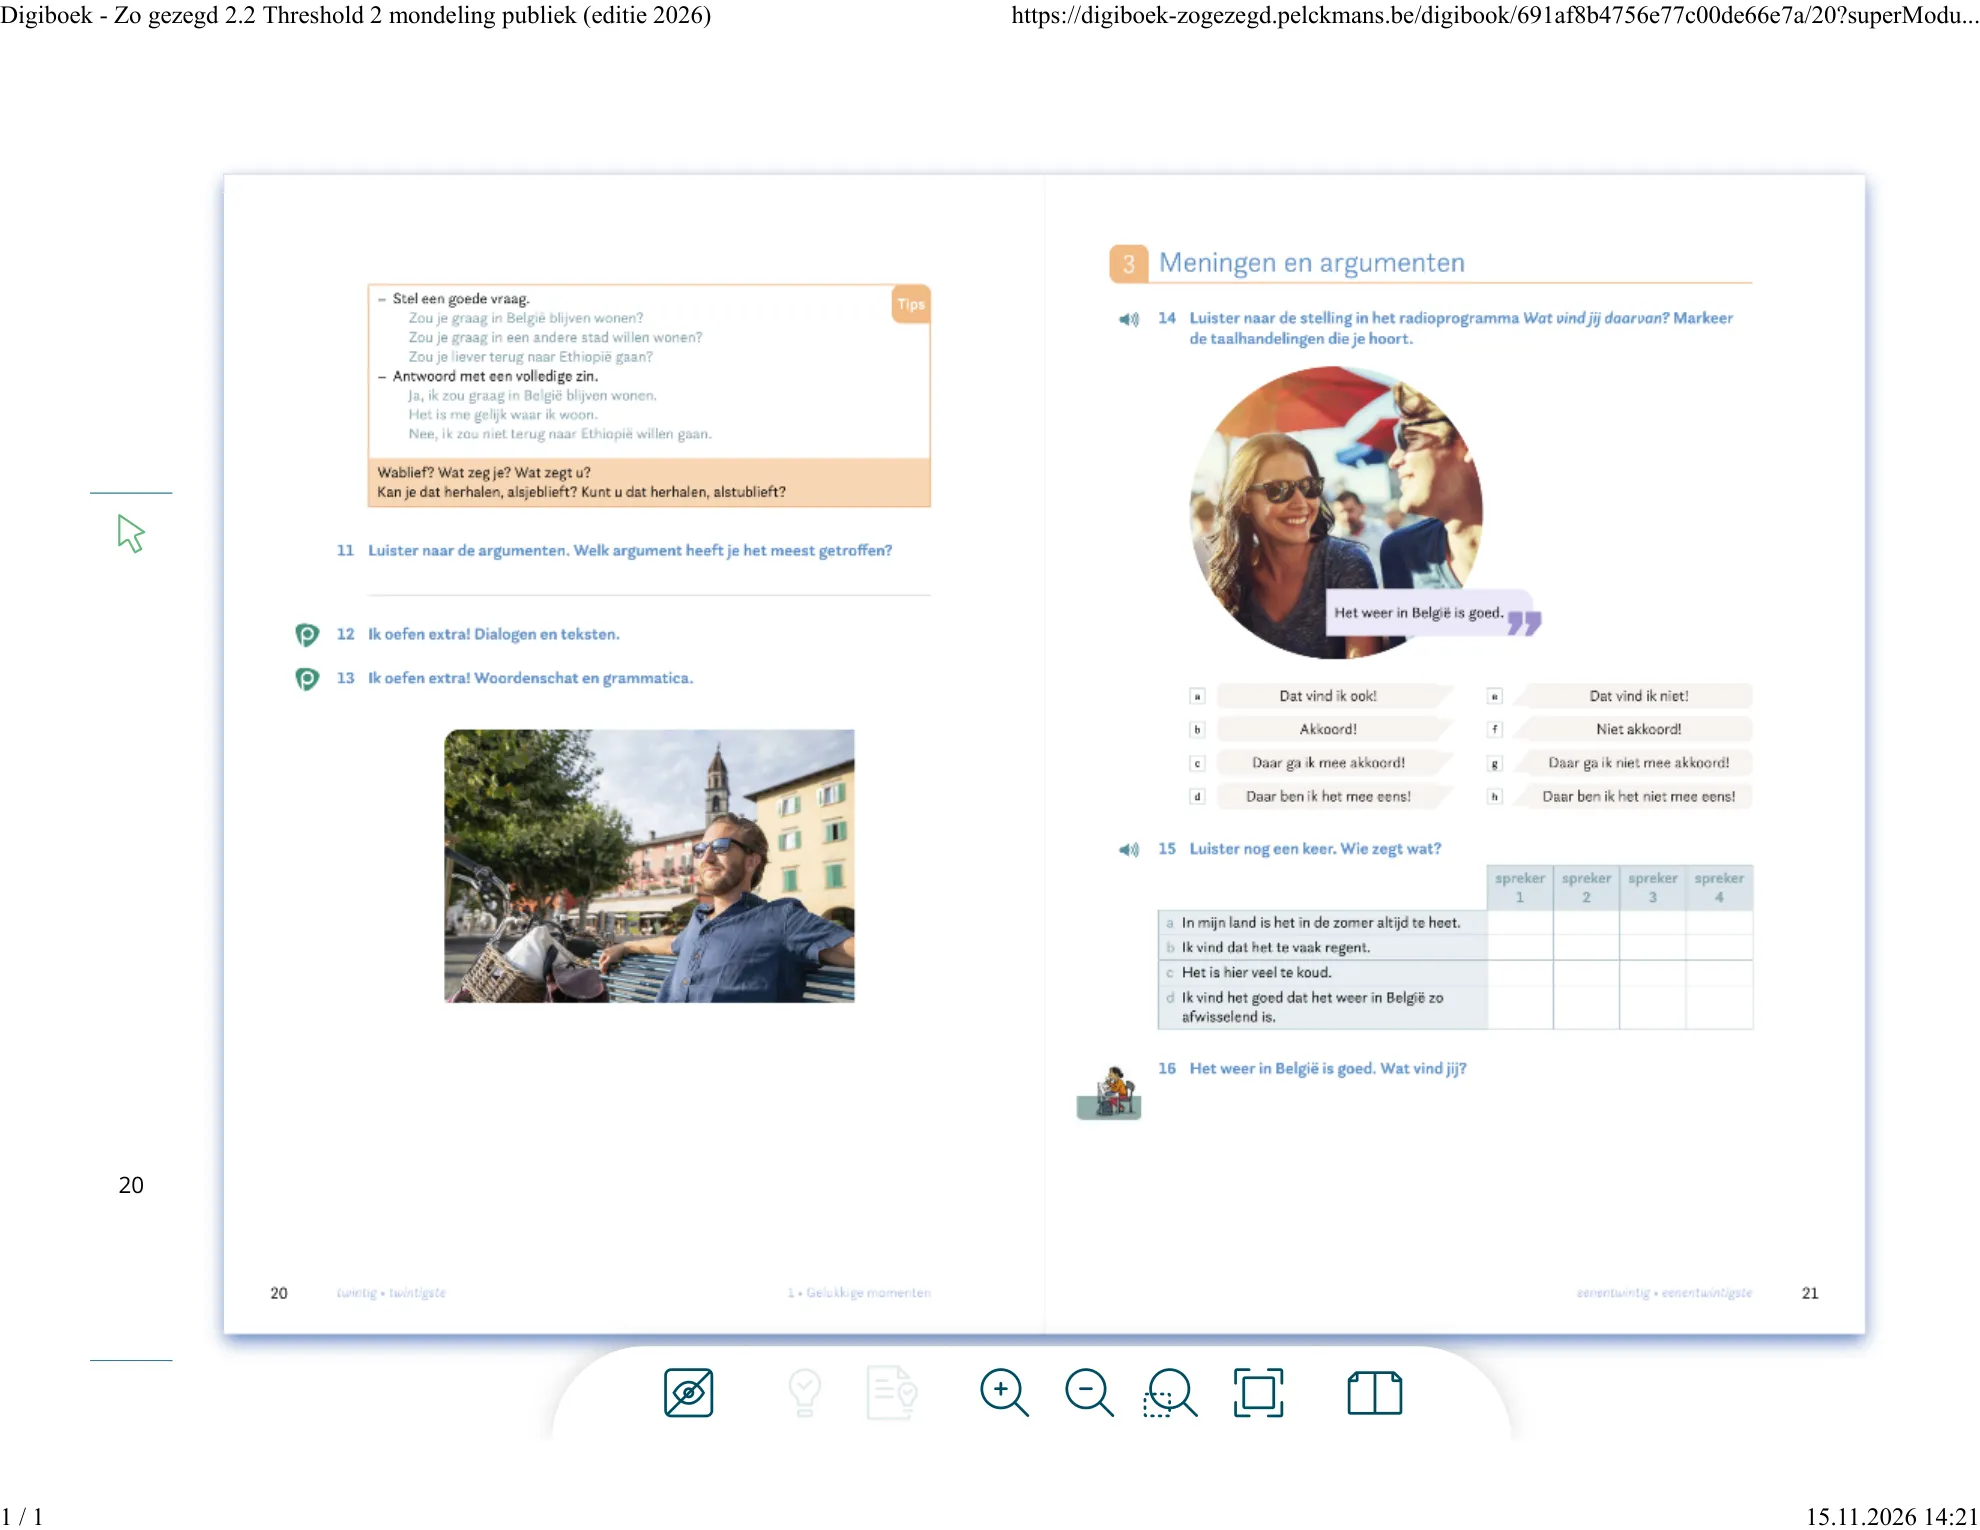 Digiboek - Zo gezegd 2.2 Threshold 2 mondeling publiek (editie 2026)
https://digiboek-zogezegd.pelckmans.be/digibook/691af8b4756e77c00de66e7a/20?superModu...
– Stel een goede vraag.
Tips
Zou je graag in België blijven wonen?
Zou je graag in een andere stad willen wonen?
Zou je liever terug naar Ethiopië gaan?
– Antwoord met een volledige zin.
Ja, ik zou graag in België blijven wonen.
Het is me gelijk waar ik woon.
Nee, ik zou niet terug naar Ethiopië willen gaan.
Wablief? Wat zeg je? Wat zegt u?
Kan je dat herhalen, alsjeblieft? Kunt u dat herhalen, alstublieft?
11 Luister naar de argumenten. Welk argument heeft je het meest getroffen?
12 Ik oefen extra! Dialogen en teksten.
13 Ik oefen extra! Woordenschat en grammatica.
20 twintig • twintigste
1 • Gelukkige momenten
3 Meningen en argumenten
14 Luister naar de stelling in het radioprogramma Wat vind jij daarvan? Markeer
de taalhandelingen die je hoort.
Het weer in België is goed.
a Dat vind ik ook!
e Dat vind ik niet!
b Akkoord!
f Niet akkoord!
c Daar ga ik mee akkoord!
g Daar ga ik niet mee akkoord!
d Daar ben ik het mee eens!
h Daar ben ik het niet mee eens!
15 Luister nog een keer. Wie zegt wat?
spreker 1
spreker 2
spreker 3
spreker 4
a In mijn land is het in de zomer altijd te heet.
b Ik vind dat het te vaak regent.
c Het is hier veel te koud.
d Ik vind het goed dat het weer in België zo
afwisselend is.
16 Het weer in België is goed. Wat vind jij?
eenentwintig • eenentwintigste 21
20
1 / 1
15.11.2026 14:21